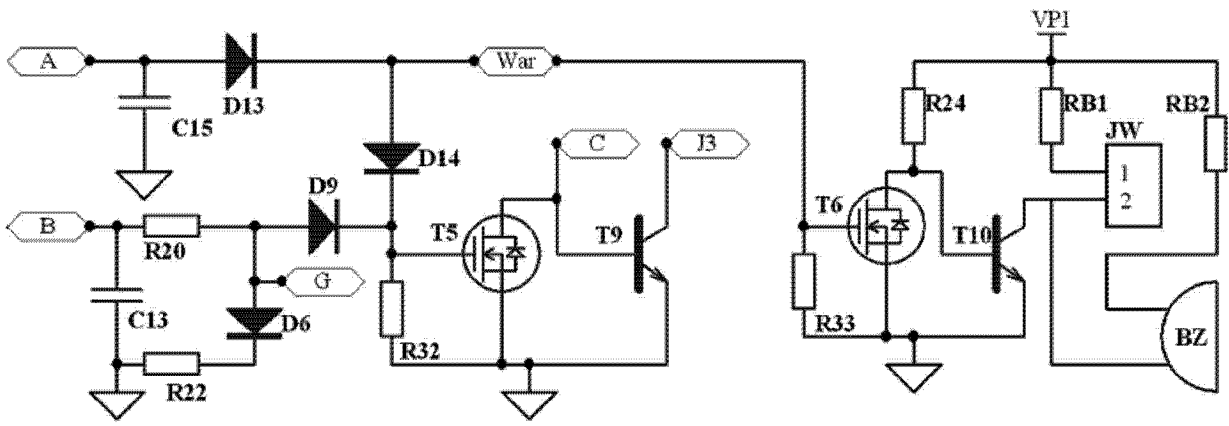 VP1
A
War
D13
R24
RB1
RB2
C15
JW
D14
C
J3
1
D9
2
B
T5
T9
T6
T10
R20
G
C13
D6
R32
R33
BZ
R22